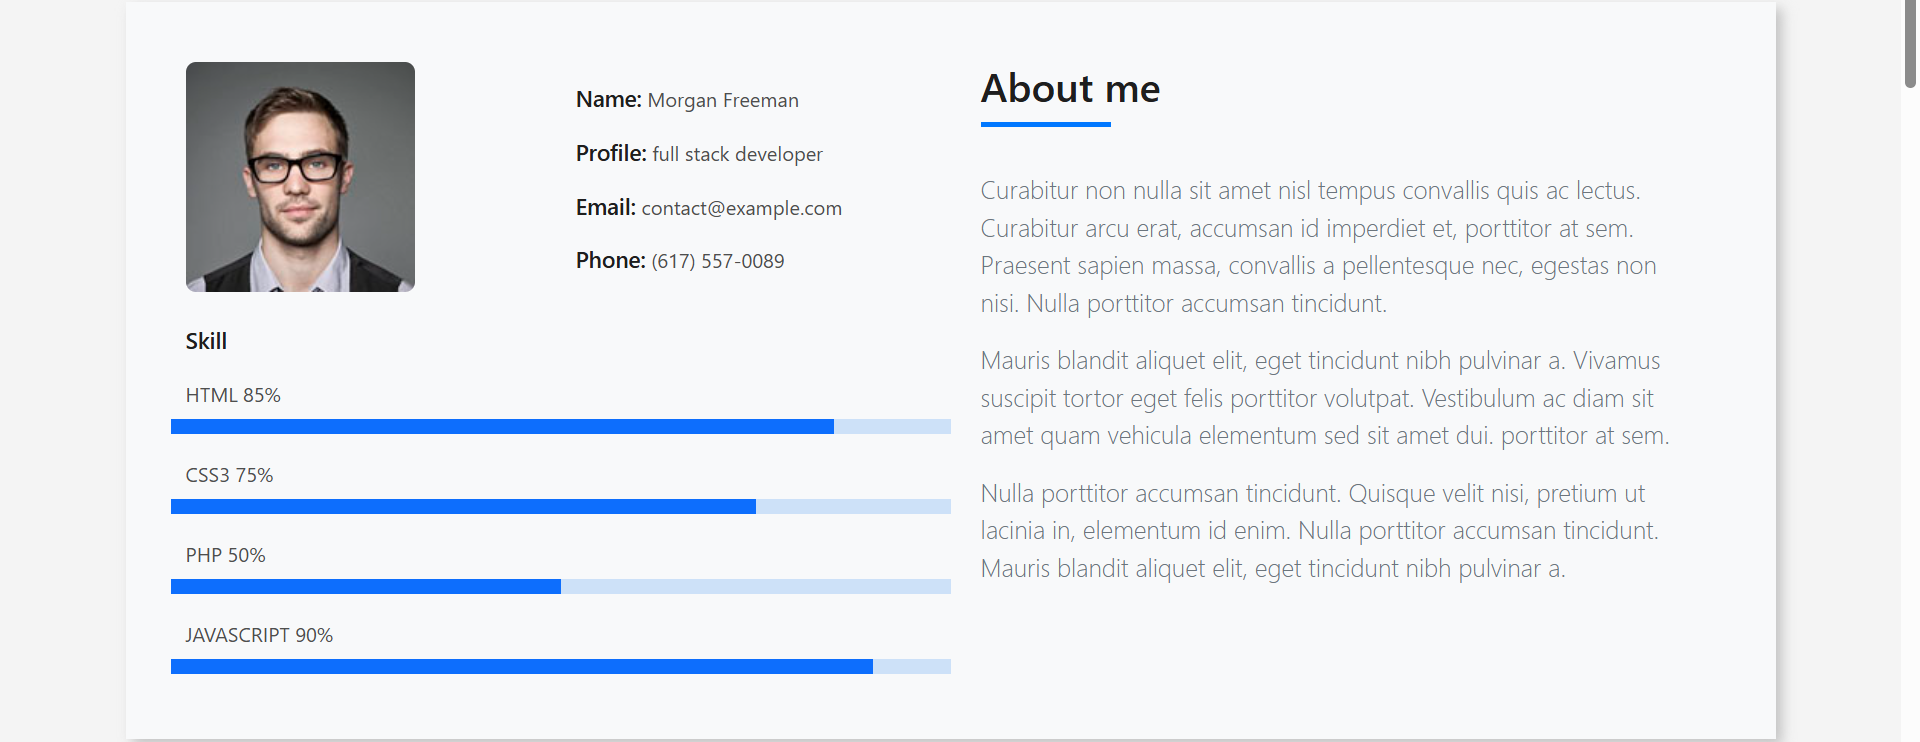 Name: Morgan Freeman
Profile: full stack developer
Email: contact@example.com
Phone: (617) 557-0089
Skill
HTML 85%
CSS3 75%
PHP 50%
JAVASCRIPT 90%
About me
Curabitur non nulla sit amet nisl tempus convallis quis ac lectus.
Curabitur arcu erat, accumsan id imperdiet et, porttitor at sem.
Praesent sapien massa, convallis a pellentesque nec, egestas non
nisi. Nulla porttitor accumsan tincidunt.
Mauris blandit aliquet elit, eget tincidunt nibh pulvinar a. Vivamus
suscipit tortor eget felis porttitor volutpat. Vestibulum ac diam sit
amet quam vehicula elementum sed sit amet dui. porttitor at sem.
Nulla porttitor accumsan tincidunt. Quisque velit nisi, pretium ut
lacinia in, elementum id enim. Nulla porttitor accumsan tincidunt.
Mauris blandit aliquet elit, eget tincidunt nibh pulvinar a.